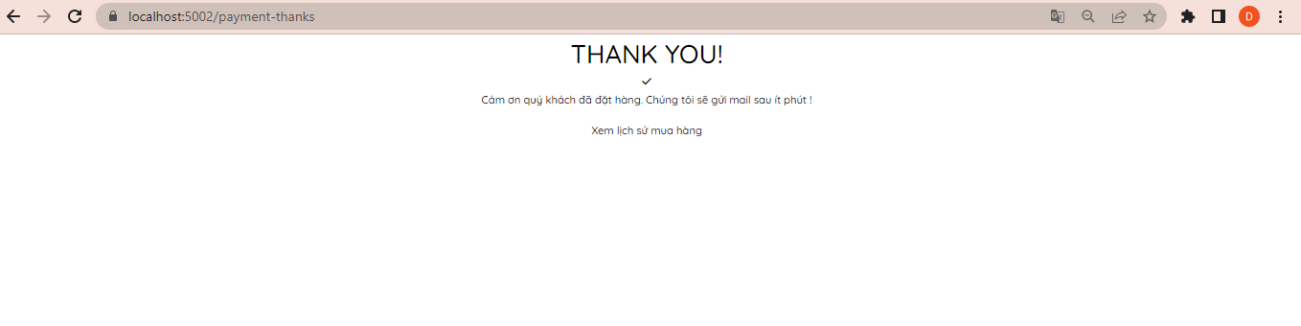 localhost:5002/payment-thanks
D
THANK YOU!
Cảm ơn quý khách đã đặt hàng. Chúng tôi sẽ gửi mail sau ít phút !
Xem lịch sử mua hàng